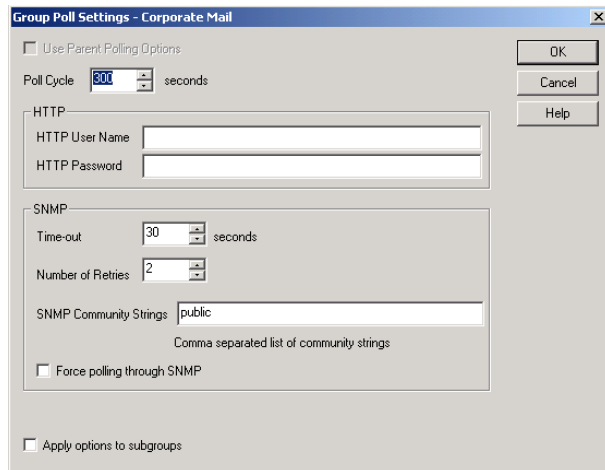 Group Poll Settings - Corporate Mail
Use Parent Polling Options
OK
Poll Cycle 300 seconds
Cancel
HTTP
Help
HTTP User Name
HTTP Password
SNMP
Time-out 30 seconds
Number of Retries 2
SNMP Community Strings public
Comma separated list of community strings
Force polling through SNMP
Apply options to subgroups